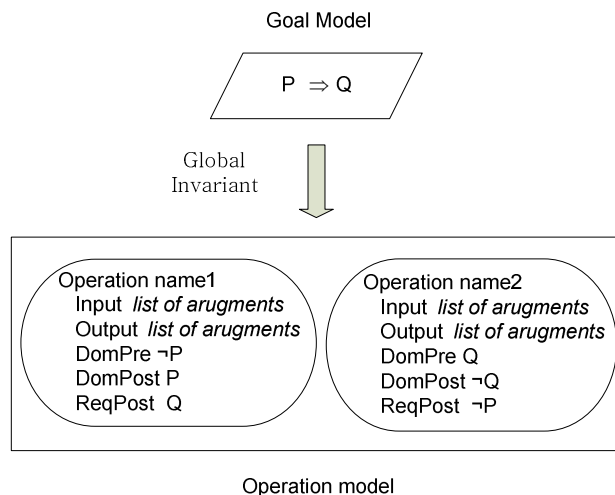 Goal Model
P ⇒ Q
Global
Invariant
Operation name1
Input list of arugments
Output list of arugments
DomPre ¬P
DomPost P
ReqPost Q
Operation name2
Input list of arugments
Output list of arugments
DomPre Q
DomPost ¬Q
ReqPost ¬P
Operation model